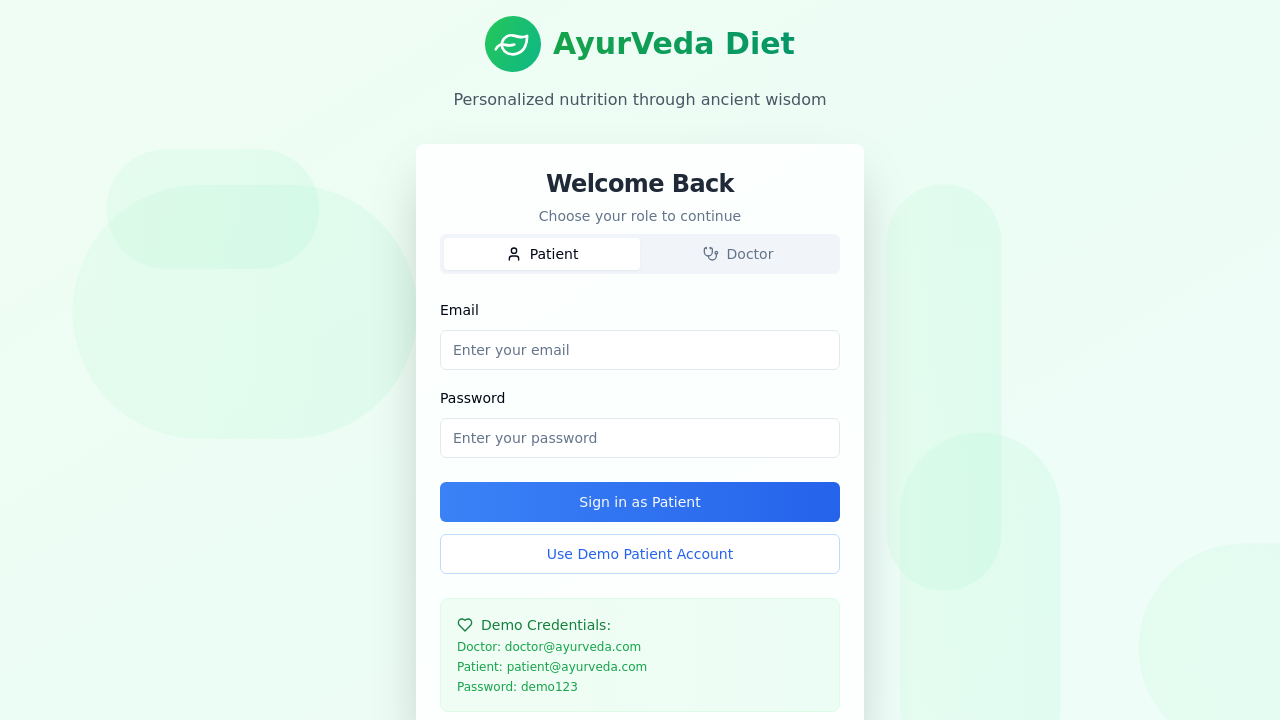 AyurVeda Diet
Personalized nutrition through ancient wisdom
Welcome Back
Choose your role to continue
Patient
Doctor
Email
Enter your email
Password
Enter your password
Sign in as Patient
Use Demo Patient Account
Demo Credentials:
Doctor: doctor@ayurveda.com
Patient: patient@ayurveda.com
Password: demo123